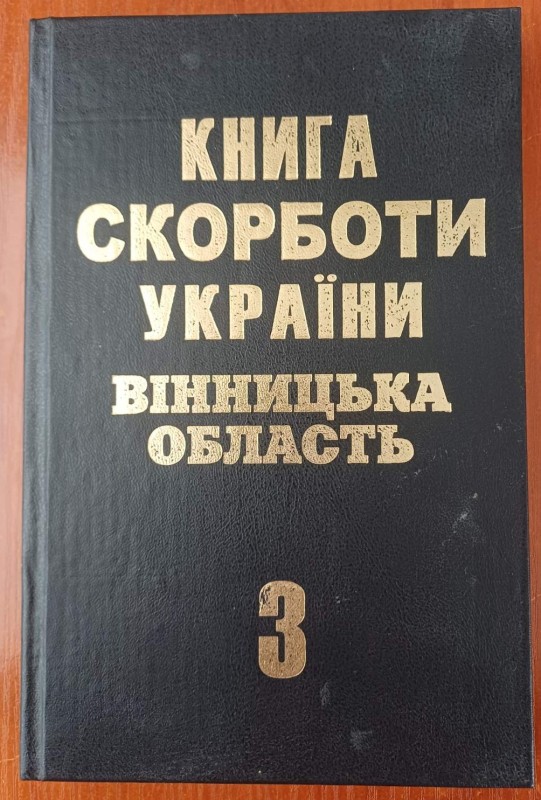 КНИГА
СКОРБОТИ
УКРАЇНИ
ВІННИЦЬКА
ОБЛАСТЬ
3